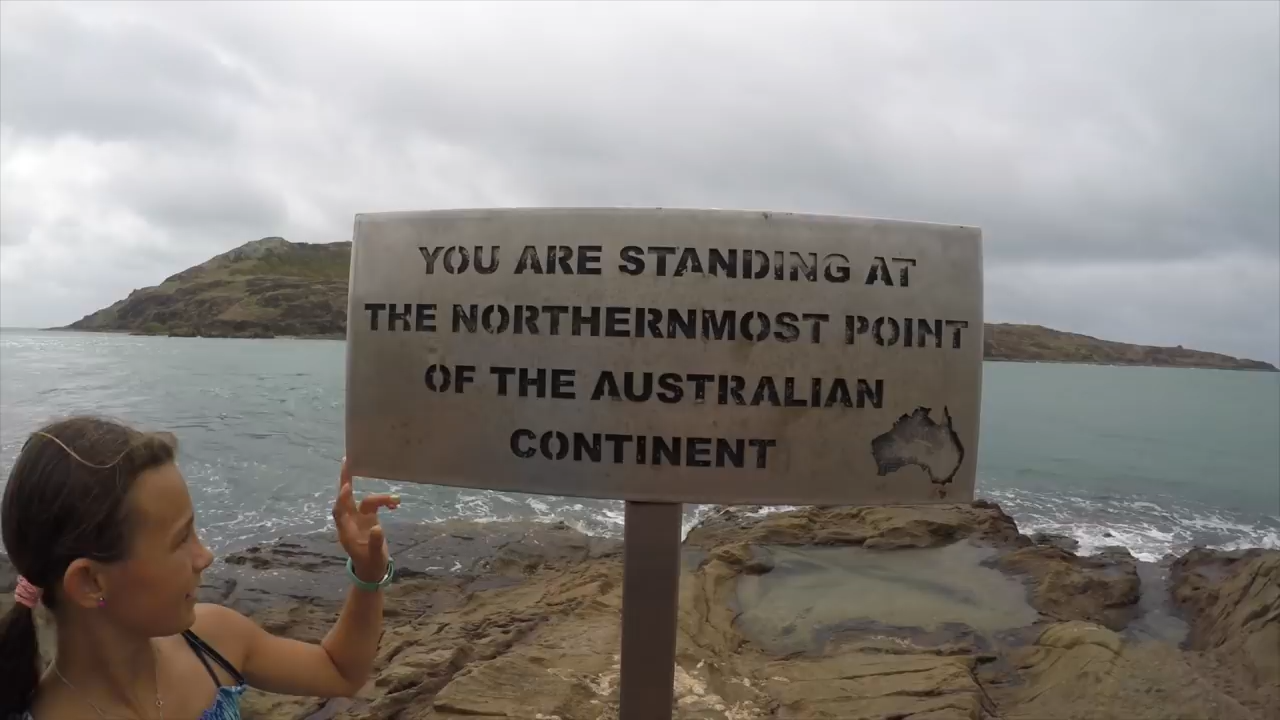 YOU ARE STANDING AT
THE NORTHERNMOST POINT
OF THE AUSTRALIAN
CONTINENT